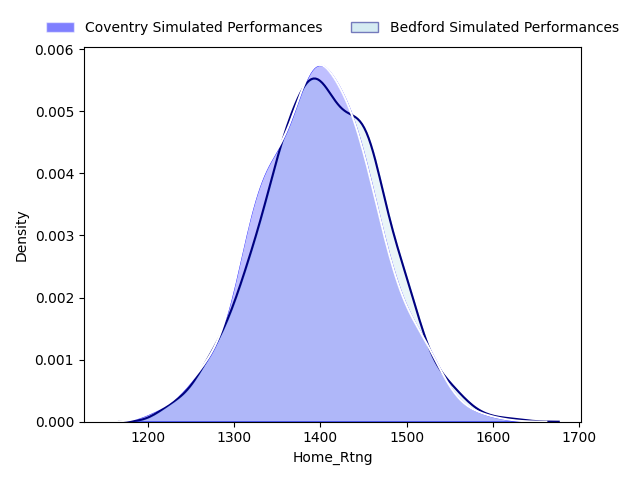 Coventry Simulated Performances Bedford Simulated Performances
0.006
0.005
0.004
0.003
0.002
0.001
0.000
Density
1200 1300 1400 1500 1600 1700
Home_Rtng